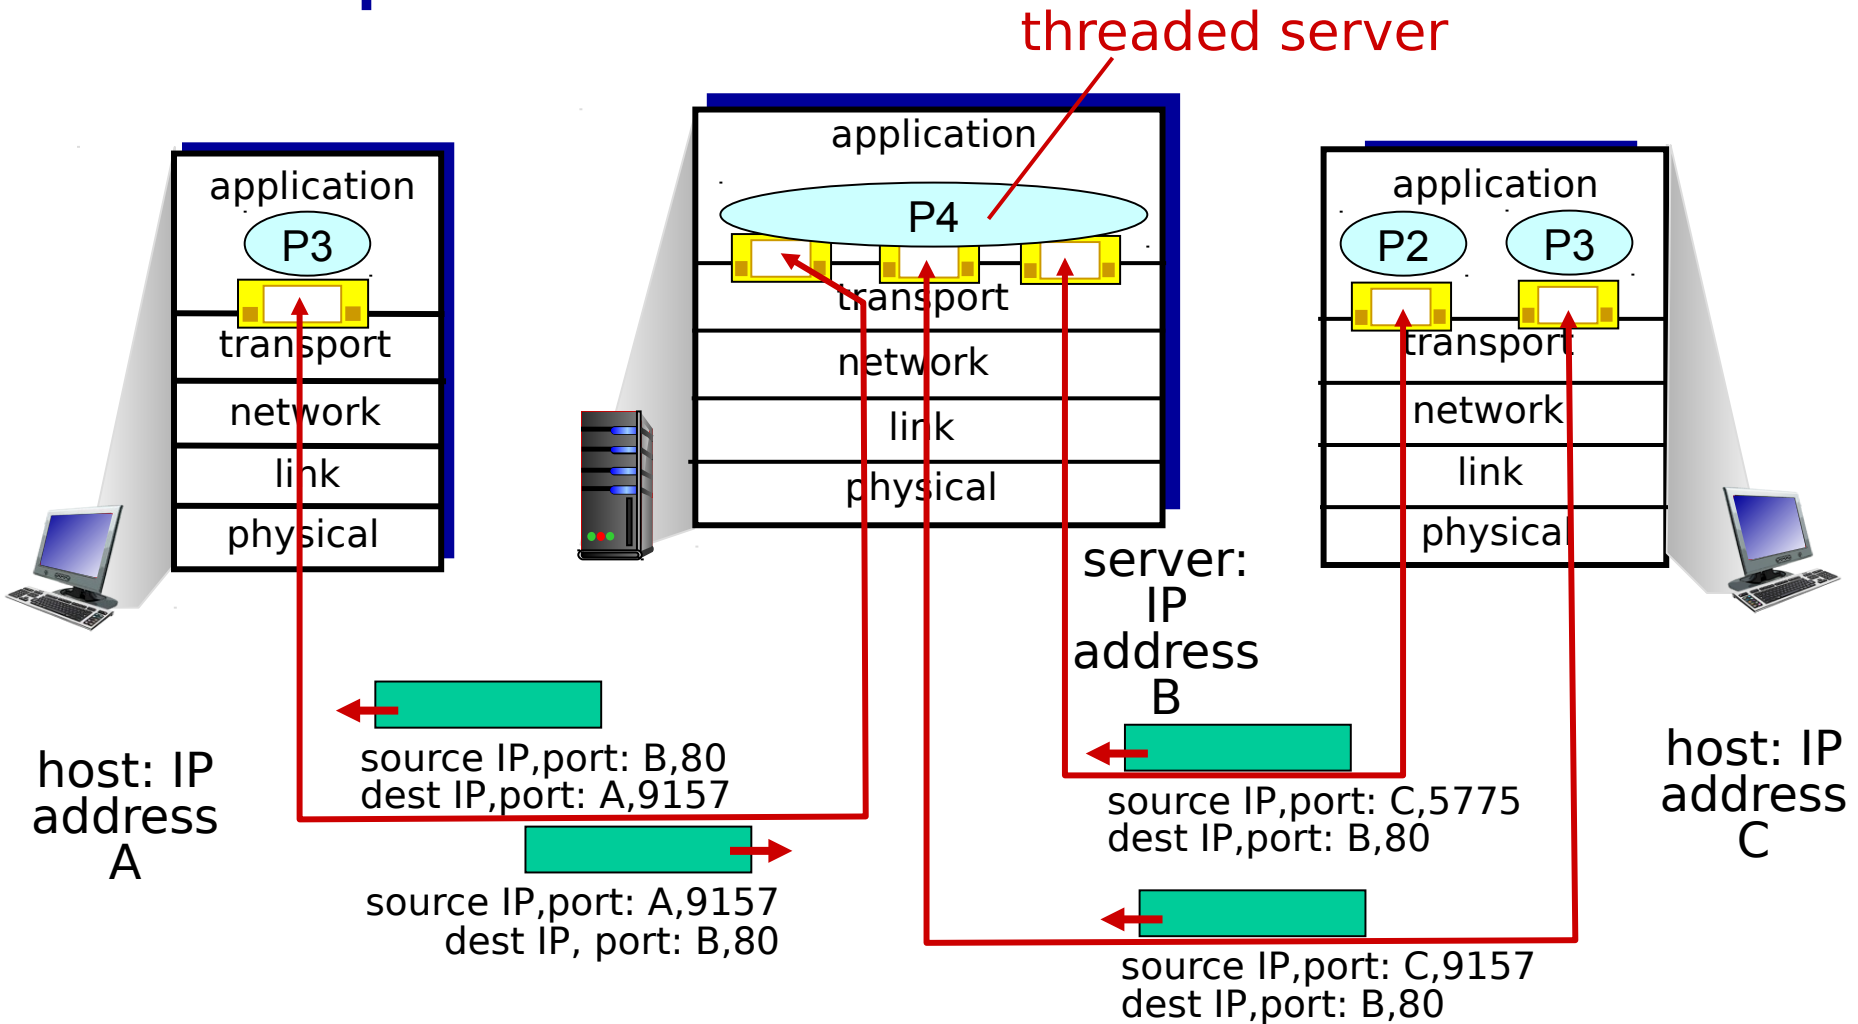 threaded server
application
P3
transport
network
link
physical
application
P4
transport
network
link
physical
application
P2
P3
transport
network
link
physical
server:
IP
address
B
host: IP
address
A
source IP,port: B,80
dest IP,port: A,9157
source IP,port: A,9157
dest IP, port: B,80
source IP,port: C,5775
dest IP,port: B,80
source IP,port: C,9157
dest IP,port: B,80
host: IP
address
C